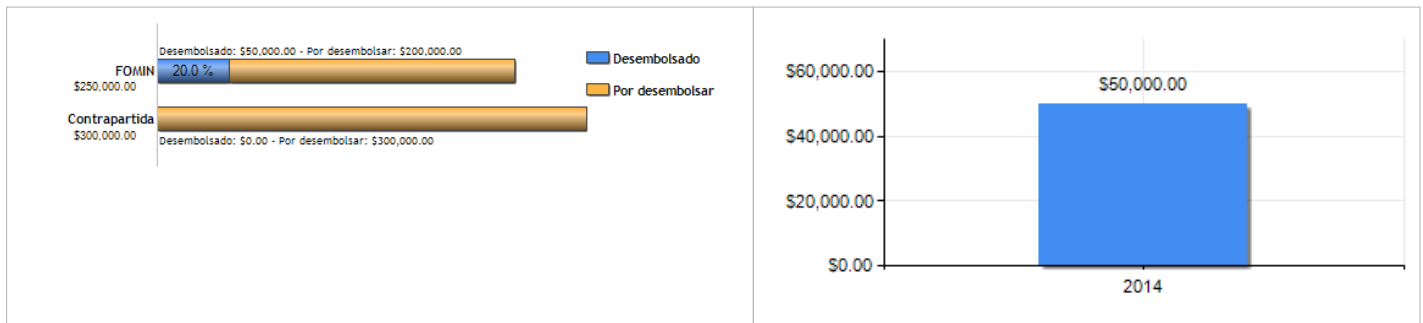 Desembolsado: $50,000.00 - Por desembolsar: $200,000.00
FOMIN
20.0 %
$250,000.00
Contrapartida
$300,000.00
Desembolsado: $0.00 - Por desembolsar: $300,000.00
Desembolsado
Por desembolsar
$60,000.00
$50,000.00
$40,000.00
$20,000.00
$0.00
2014